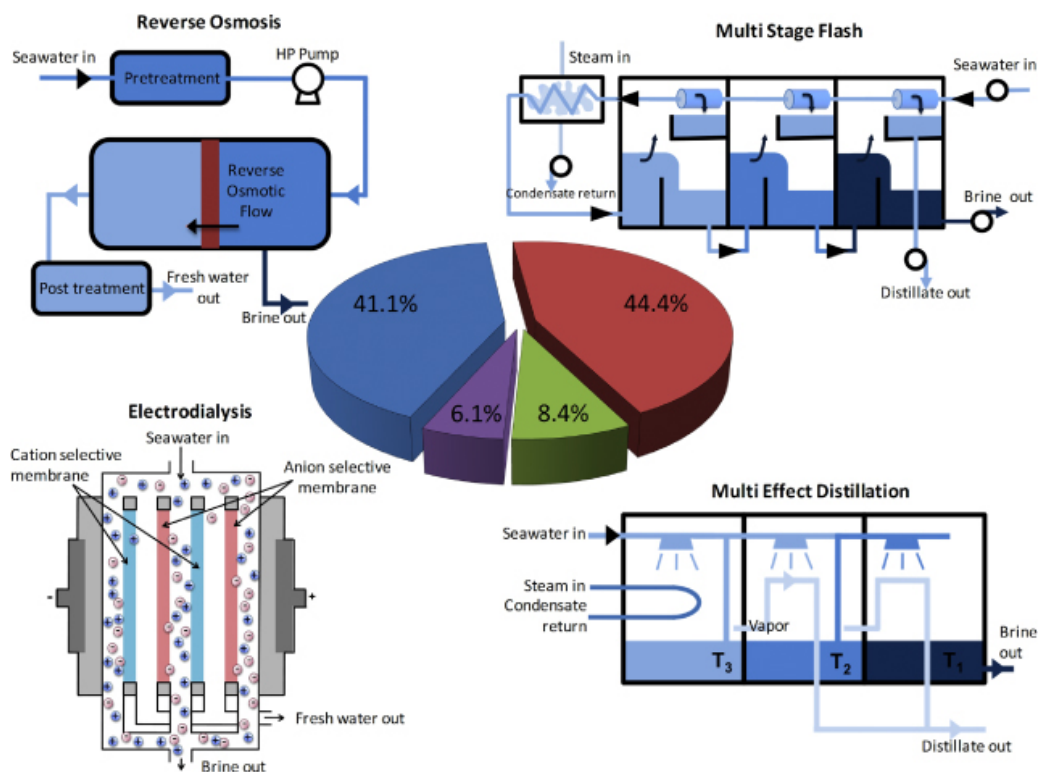 Reverse Osmosis
Seawater in
Pretreatment
HP Pump
Reverse
Osmotic
Flow
Post treatment
Fresh water
out
Brine out
Multi Stage Flash
Steam in
Seawater in
Condensate return
Brine out
Distillate out
41.1%
44.4%
6.1%
8.4%
Electrodialysis
Seawater in
Cation selective
membrane
Anion selective
membrane
-
+
Fresh water out
Brine out
Multi Effect Distillation
Seawater in
Steam in
Condensate
return
Vapor
T3
T2
T1
Brine
out
Distillate out